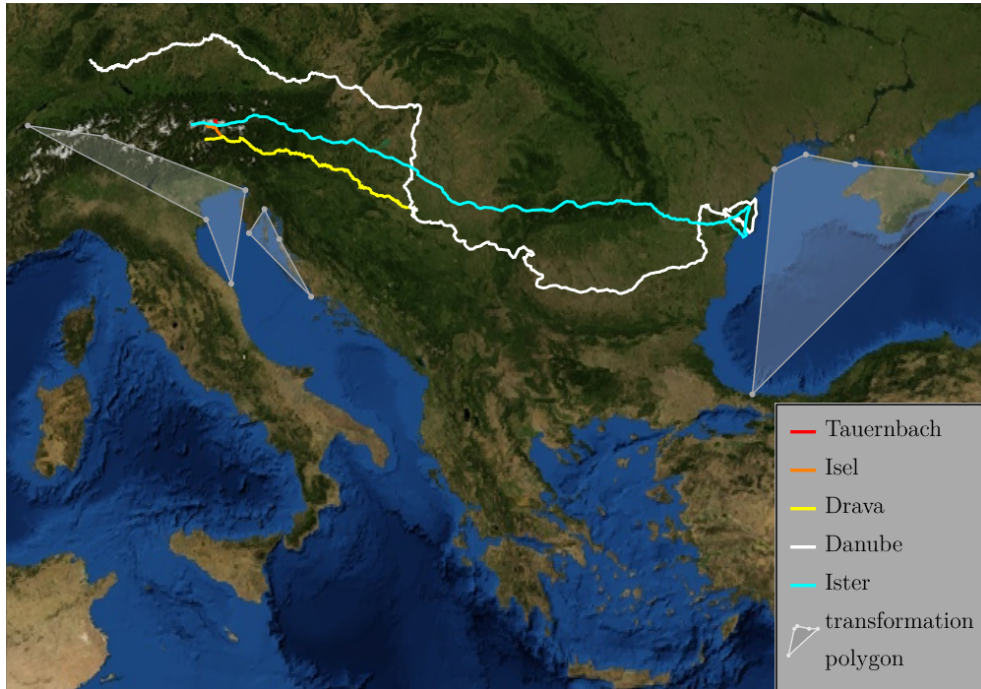 Tauernbach
Isel
Drava
Danube
Ister
transformation
polygon